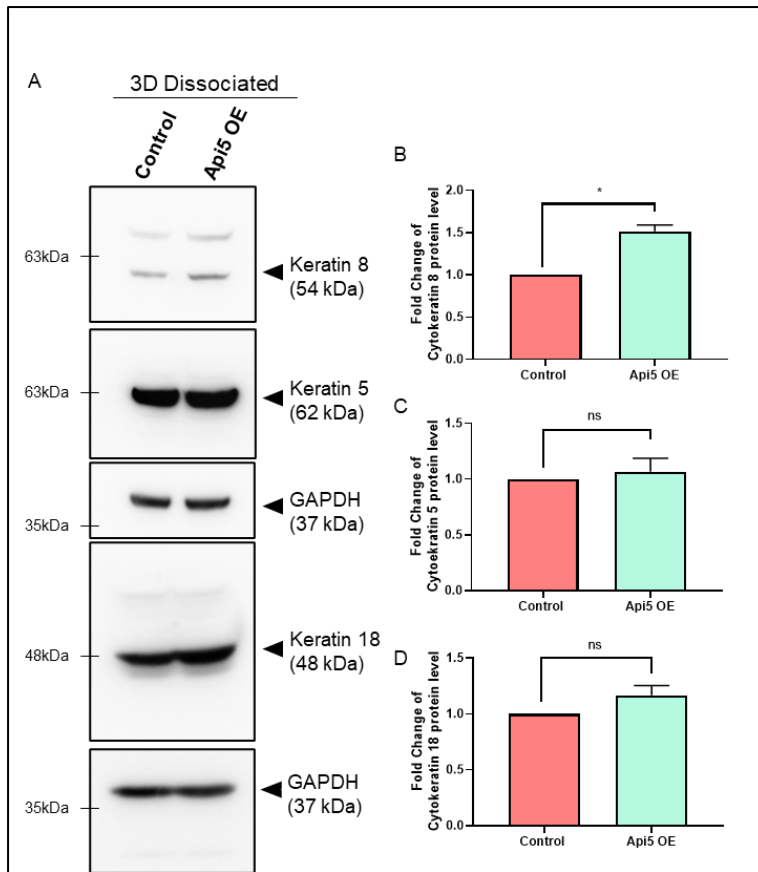 A
3D Dissociated
Control
Api5 OE
63kDa
Keratin 8
(54 kDa)
63kDa
Keratin 5
(62 kDa)
GAPDH
(37 kDa)
35kDa
Keratin 18
(48 kDa)
48kDa
GAPDH
(37 kDa)
35kDa
B
Fold Change of
Cytokeratin 8 protein level
2.0
1.5
1.0
0.5
0.0
*
Control
Api5 OE
C
Fold Change of
Cytoekratin 5 protein level
1.5
1.0
0.5
0.0
ns
Control
Api5 OE
D
Fold Change of
Cytokeratin 18 protein level
1.5
1.0
0.5
0.0
ns
Control
Api5 OE